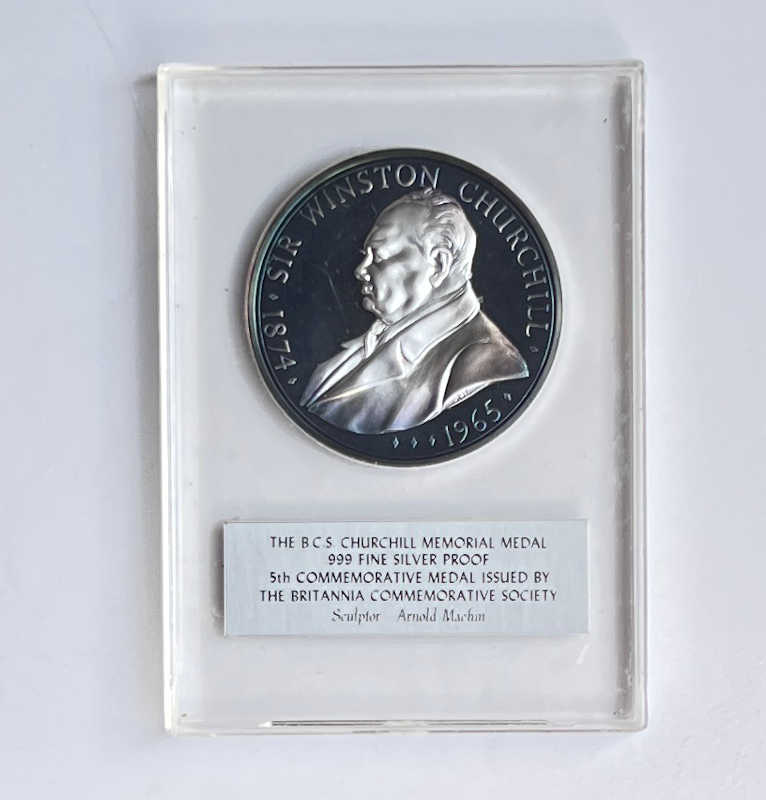 1874 · SIR WINSTON CHURCHILL ·
⬦ ⬦ ⬦ 1965 ⬦
THE B.C.S. CHURCHILL MEMORIAL MEDAL
999 FINE SILVER PROOF
5th COMMEMORATIVE MEDAL ISSUED BY
THE BRITANNIA COMMEMORATIVE SOCIETY
Sculptor Arnold Machin